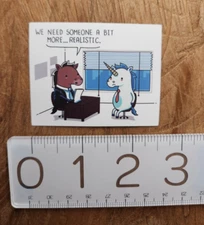 WE NEED SOMEONE A BIT
MORE...REALISTIC.
0 1 2 3